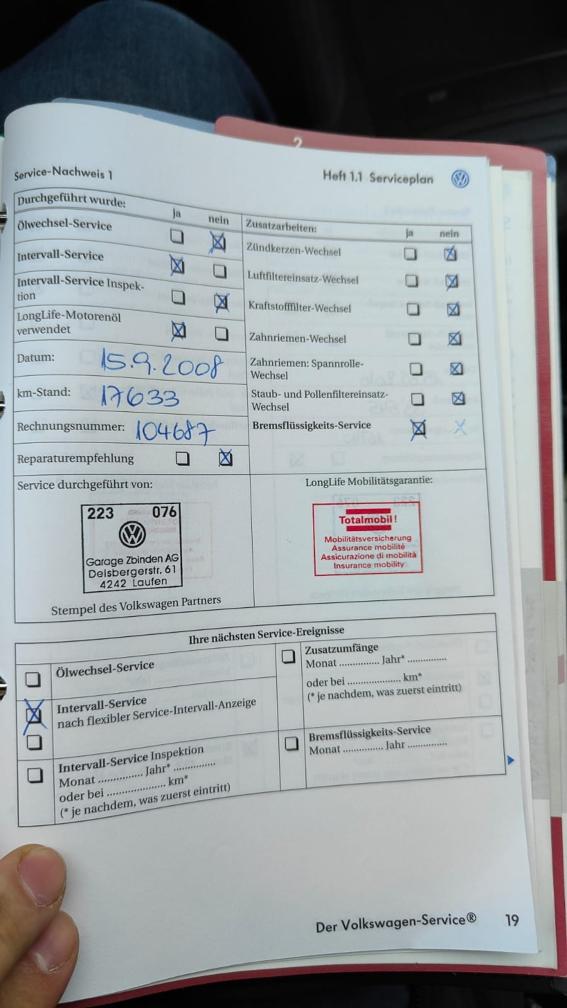 2
Service-Nachweis 1
Heft 1.1 Serviceplan
Durchgeführt wurde:
ja nein
Ölwechsel-Service
Intervall-Service
Intervall-Service Inspek-
tion
LongLife-Motorenöl
verwendet
Datum: 15.9.2008
km-Stand: 17633
Rechnungsnummer: 104687
Reparaturempfehlung
Zusatzarbeiten:
ja nein
Zündkerzen-Wechsel
Luftfiltereinsatz-Wechsel
Kraftstofffilter-Wechsel
Zahnriemen-Wechsel
Zahnriemen: Spannrolle-
Wechsel
Staub- und Pollenfiltereinsatz-
Wechsel
Bremsflüssigkeits-Service
Service durchgeführt von:
223 076
Garage Zbinden AG
Delsbergerstr. 61
4242 Laufen
Stempel des Volkswagen Partners
LongLife Mobilitätsgarantie:
Totalmobil!
Mobilitätsversicherung
Assurance mobilité
Assicurazione di mobilità
Insurance mobility
Ihre nächsten Service-Ereignisse
Ölwechsel-Service
Intervall-Service
nach flexibler Service-Intervall-Anzeige
Intervall-Service Inspektion
Monat .............. Jahr* ..............
oder bei ................... km*
(* je nachdem, was zuerst eintritt)
Zusatzumfänge
Monat .............. Jahr* ..............
oder bei ................... km*
(* je nachdem, was zuerst eintritt)
Bremsflüssigkeits-Service
Monat .............. Jahr ..............
Der Volkswagen-Service® 19